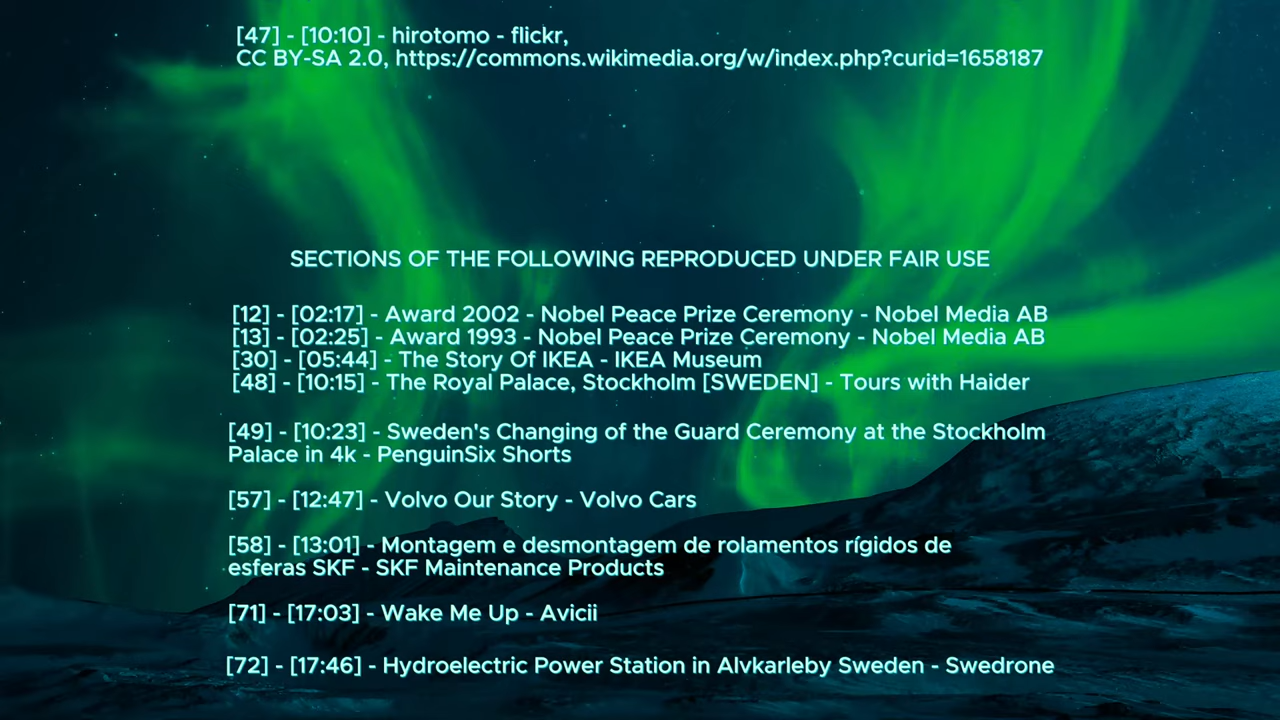 [47] - [10:10] - hirotomo - flickr,
CC BY-SA 2.0, https://commons.wikimedia.org/w/index.php?curid=1658187
SECTIONS OF THE FOLLOWING REPRODUCED UNDER FAIR USE
[12] - [02:17] - Award 2002 - Nobel Peace Prize Ceremony - Nobel Media AB
[13] - [02:25] - Award 1993 - Nobel Peace Prize Ceremony - Nobel Media AB
[30] - [05:44] - The Story Of IKEA - IKEA Museum
[48] - [10:15] - The Royal Palace, Stockholm [SWEDEN] - Tours with Haider
[49] - [10:23] - Sweden's Changing of the Guard Ceremony at the Stockholm
Palace in 4k - PenguinSix Shorts
[57] - [12:47] - Volvo Our Story - Volvo Cars
[58] - [13:01] - Montagem e desmontagem de rolamentos rígidos de
esferas SKF - SKF Maintenance Products
[71] - [17:03] - Wake Me Up - Avicii
[72] - [17:46] - Hydroelectric Power Station in Alvkarleby Sweden - Swedrone